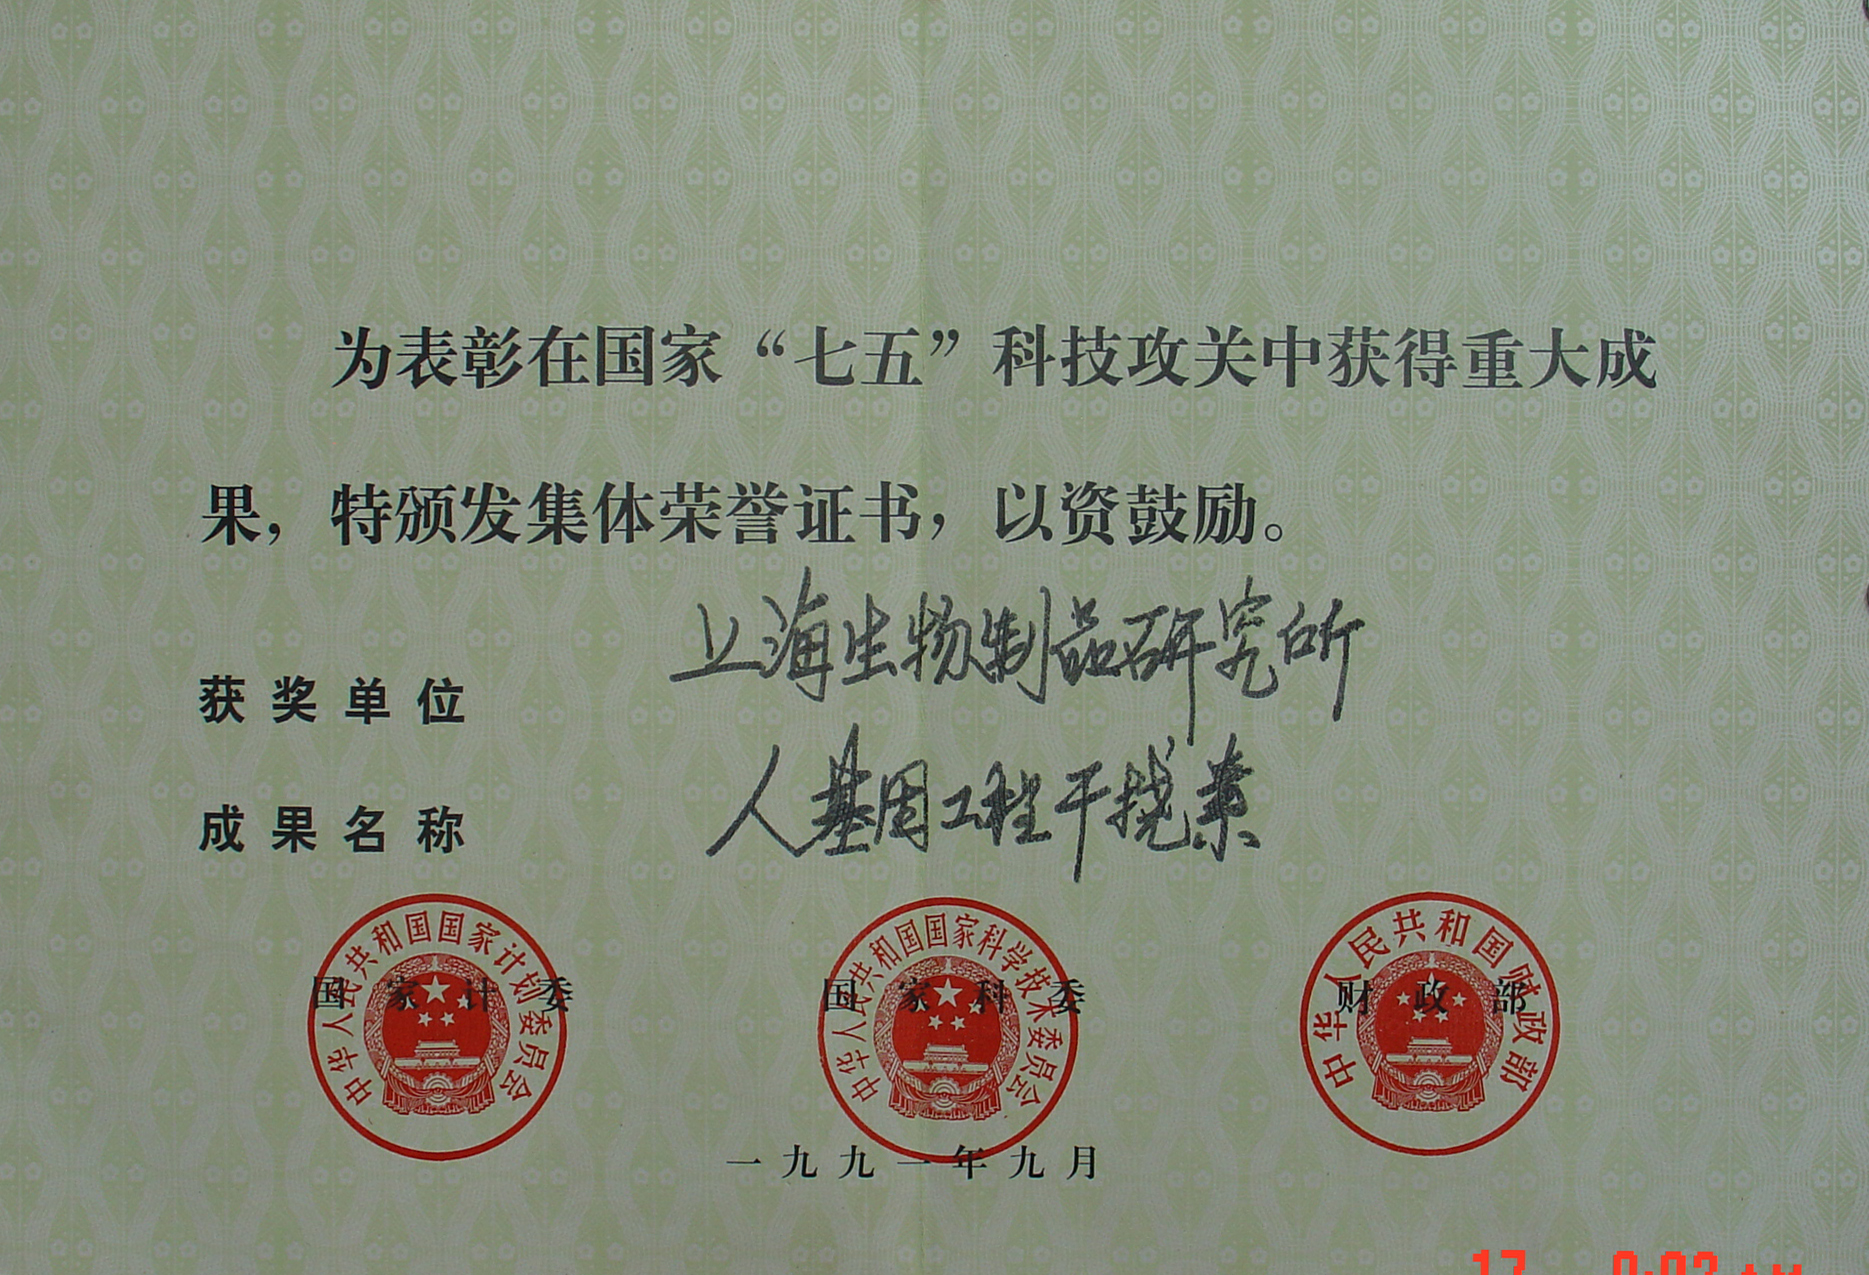 为表彰在国家“七五”科技攻关中获得重大成
果，特颁发集体荣誉证书，以资鼓励。
获奖单位 上海生物制品研究所
成果名称 人基因工程干扰素
国家计委 国家科委 财政部
中华人民共和国国家计划委员会
中华人民共和国国家科学技术委员会
中华人民共和国财政部
一九九一年九月
17